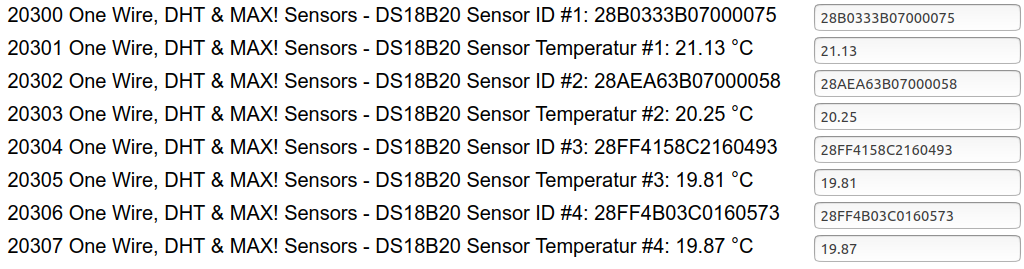 20300 One Wire, DHT & MAX! Sensors - DS18B20 Sensor ID #1: 28B0333B07000075 28B0333B07000075
20301 One Wire, DHT & MAX! Sensors - DS18B20 Sensor Temperatur #1: 21.13 °C 21.13
20302 One Wire, DHT & MAX! Sensors - DS18B20 Sensor ID #2: 28AEA63B07000058 28AEA63B07000058
20303 One Wire, DHT & MAX! Sensors - DS18B20 Sensor Temperatur #2: 20.25 °C 20.25
20304 One Wire, DHT & MAX! Sensors - DS18B20 Sensor ID #3: 28FF4158C2160493 28FF4158C2160493
20305 One Wire, DHT & MAX! Sensors - DS18B20 Sensor Temperatur #3: 19.81 °C 19.81
20306 One Wire, DHT & MAX! Sensors - DS18B20 Sensor ID #4: 28FF4B03C0160573 28FF4B03C0160573
20307 One Wire, DHT & MAX! Sensors - DS18B20 Sensor Temperatur #4: 19.87 °C 19.87